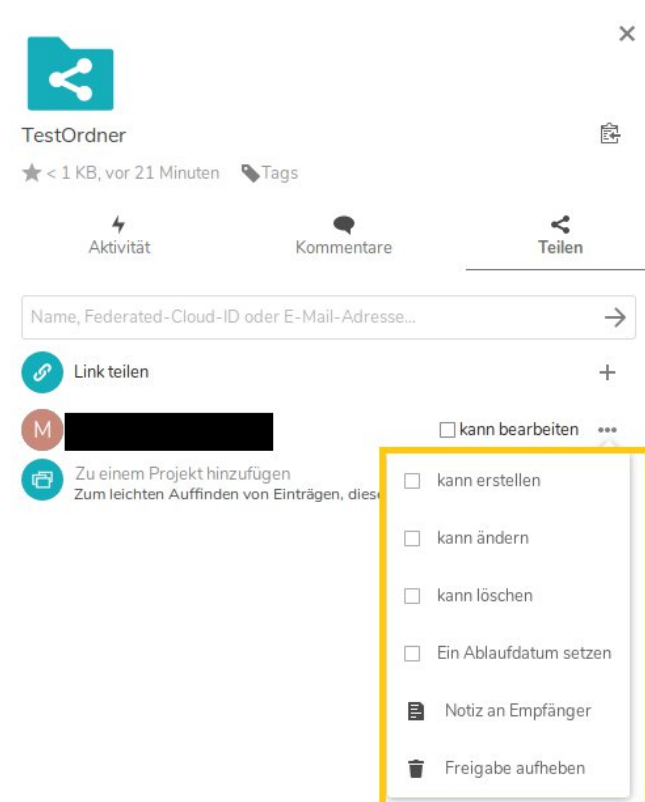 TestOrdner
< 1 KB, vor 21 Minuten Tags
Aktivität Kommentare Teilen
Name, Federated-Cloud-ID oder E-Mail-Adresse...
Link teilen
M kann bearbeiten
Zu einem Projekt hinzufügen
Zum leichten Auffinden von Einträgen, diese
kann erstellen
kann ändern
kann löschen
Ein Ablaufdatum setzen
Notiz an Empfänger
Freigabe aufheben